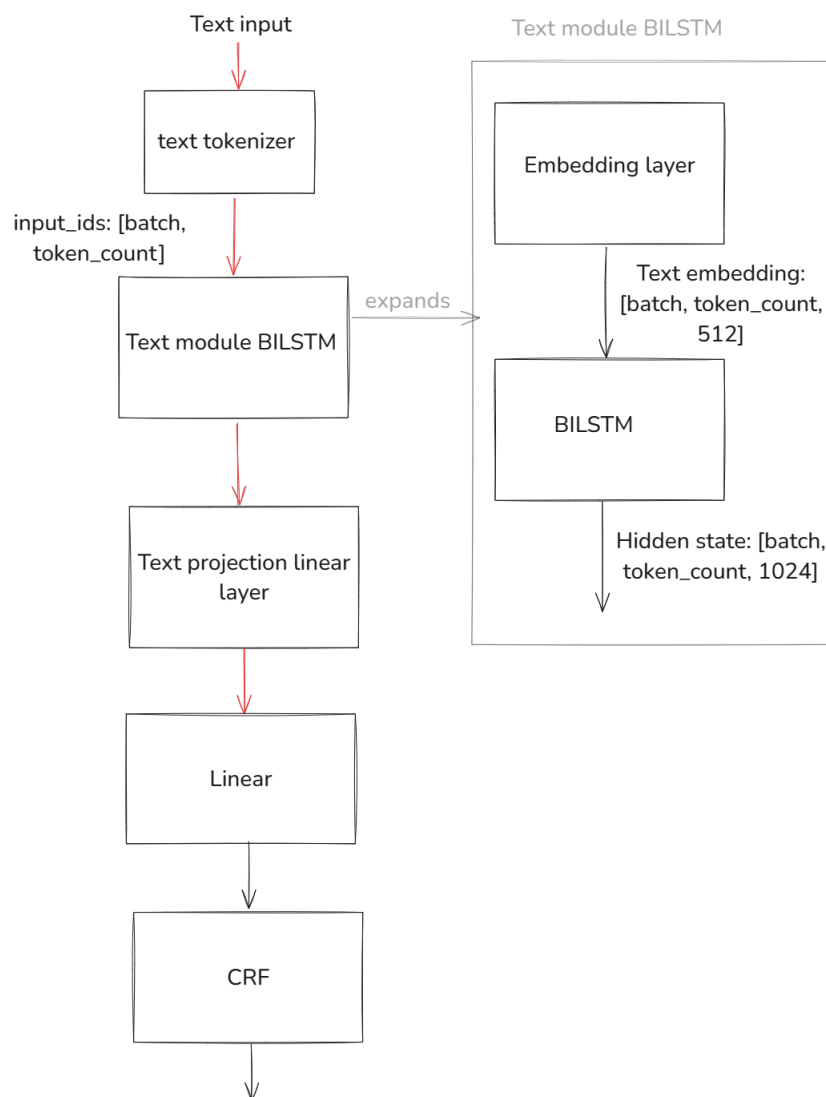 Text input
text tokenizer
input_ids: [batch,
token_count]
Text module BILSTM
expands
Text projection linear
layer
Linear
CRF
Text module BILSTM
Embedding layer
Text embedding:
[batch, token_count,
512]
BILSTM
Hidden state: [batch,
token_count, 1024]